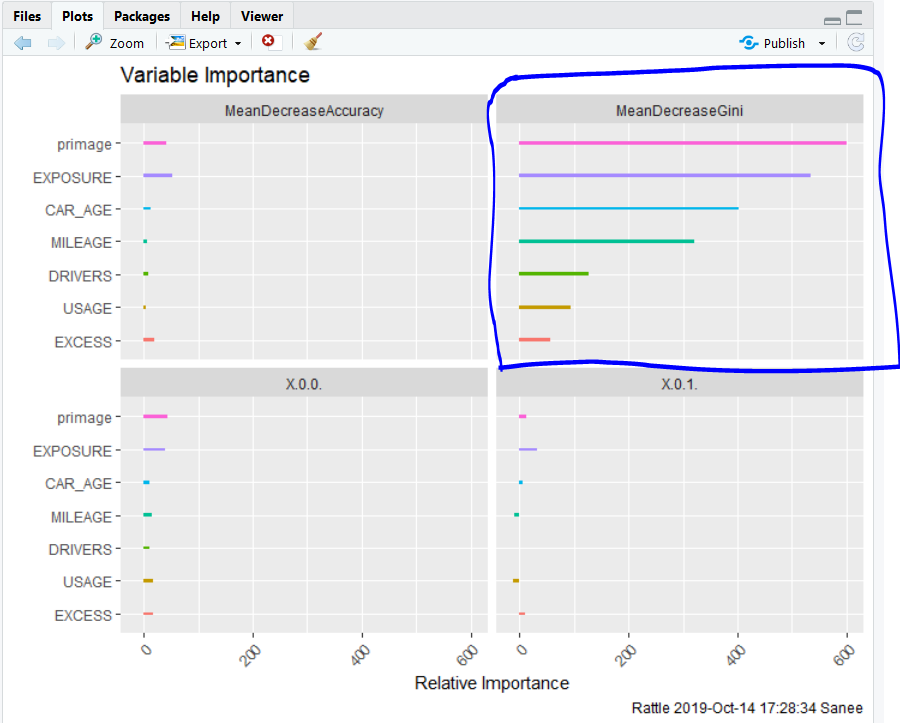 Files Plots Packages Help Viewer
Zoom Export Publish
Variable Importance
MeanDecreaseAccuracy MeanDecreaseGini
primage
EXPOSURE
CAR_AGE
MILEAGE
DRIVERS
USAGE
EXCESS
X.0.0. X.0.1.
primage
EXPOSURE
CAR_AGE
MILEAGE
DRIVERS
USAGE
EXCESS
0 200 400 600 0 200 400 600
Relative Importance
Rattle 2019-Oct-14 17:28:34 Sanee